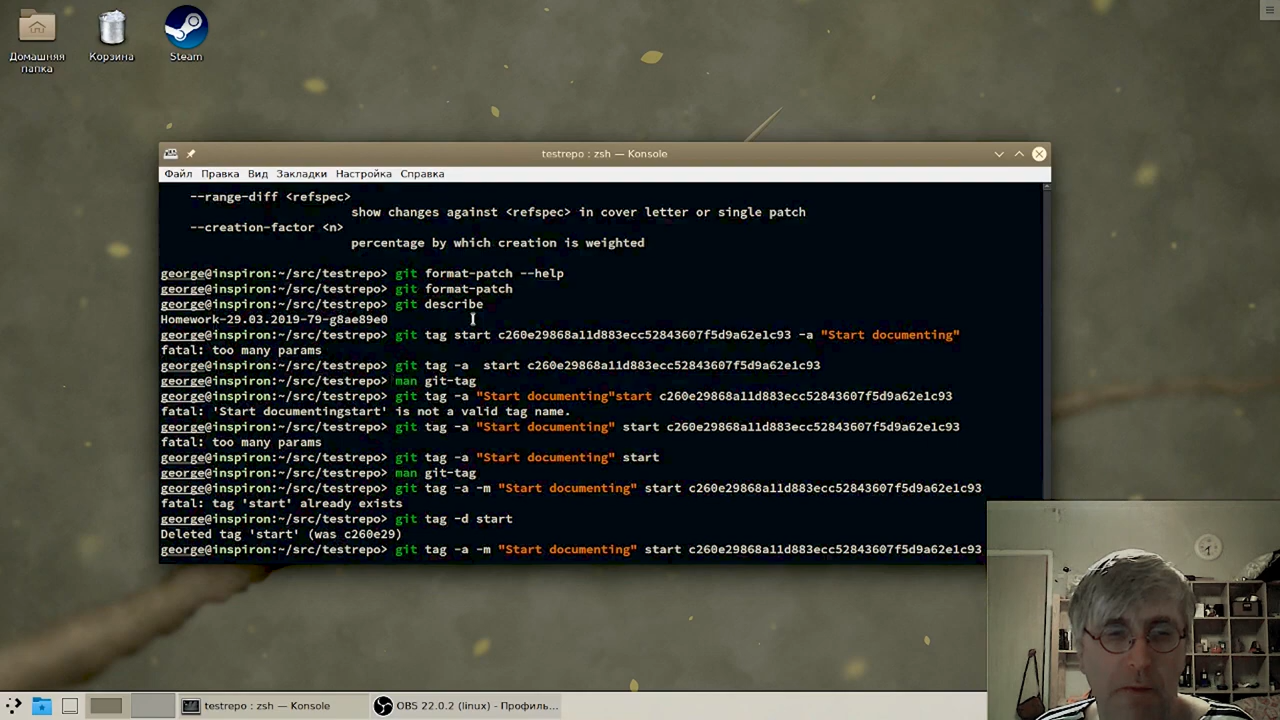 Домашняя
папка
Корзина
Steam
testrepo : zsh — Konsole
Файл Правка Вид Закладки Настройка Справка
--range-diff <refspec>
show changes against <refspec> in cover letter or single patch
--creation-factor <n>
percentage by which creation is weighted
george@inspiron:~/src/testrepo> git format-patch --help
george@inspiron:~/src/testrepo> git format-patch
george@inspiron:~/src/testrepo> git describe
Homework-29.03.2019-79-g8ae89e0
george@inspiron:~/src/testrepo> git tag start c260e29868a11d883ecc52843607f5d9a62e1c93 -a "Start documenting"
fatal: too many params
george@inspiron:~/src/testrepo> git tag -a  start c260e29868a11d883ecc52843607f5d9a62e1c93
george@inspiron:~/src/testrepo> man git-tag
george@inspiron:~/src/testrepo> git tag -a "Start documenting"start c260e29868a11d883ecc52843607f5d9a62e1c93
fatal: 'Start documentingstart' is not a valid tag name.
george@inspiron:~/src/testrepo> git tag -a "Start documenting" start c260e29868a11d883ecc52843607f5d9a62e1c93
fatal: too many params
george@inspiron:~/src/testrepo> git tag -a "Start documenting" start
george@inspiron:~/src/testrepo> man git-tag
george@inspiron:~/src/testrepo> git tag -a -m "Start documenting" start c260e29868a11d883ecc52843607f5d9a62e1c93
fatal: tag 'start' already exists
george@inspiron:~/src/testrepo> git tag -d start
Deleted tag 'start' (was c260e29)
george@inspiron:~/src/testrepo> git tag -a -m "Start documenting" start c260e29868a11d883ecc52843607f5d9a62e1c93
testrepo : zsh — Konsole
OBS 22.0.2 (linux) - Профиль...